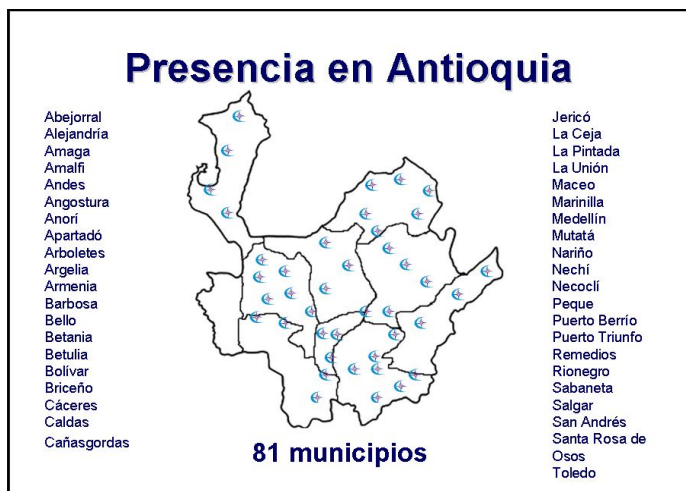 Presencia en Antioquia
Abejorral
Alejandría
Amaga
Amalfi
Andes
Angostura
Anorí
Apartadó
Arboletes
Argelia
Armenia
Barbosa
Bello
Betania
Betulia
Bolívar
Briceño
Cáceres
Caldas
Cañasgordas
Jericó
La Ceja
La Pintada
La Unión
Maceo
Marinilla
Medellín
Mutatá
Nariño
Nechí
Necoclí
Peque
Puerto Berrío
Puerto Triunfo
Remedios
Rionegro
Sabaneta
Salgar
San Andrés
Santa Rosa de
Osos
Toledo
81 municipios